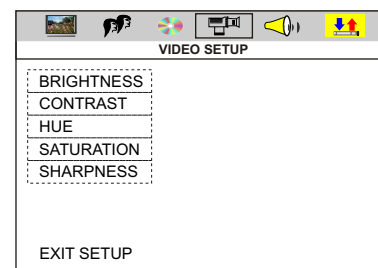 VIDEO SETUP
BRIGHTNESS
CONTRAST
HUE
SATURATION
SHARPNESS
EXIT SETUP